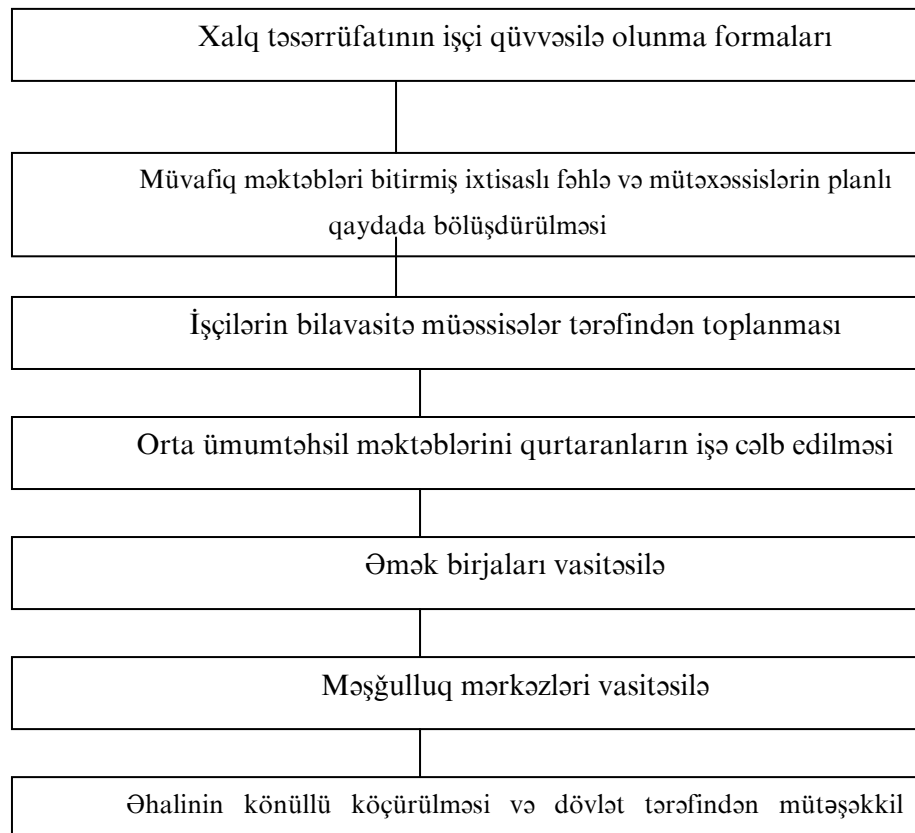 Xalq təsərrüfatının işçi qüvvəsilə olunma formaları
Müvafiq məktəbləri bitirmiş ixtisaslı fəhlə və mütəxəssislərin planlı
qaydada bölüşdürülməsi
İşçilərin bilavasitə müəssisələr tərəfindən toplanması
Orta ümumtəhsil məktəblərini qurtaranların işə cəlb edilməsi
Əmək birjaları vasitəsilə
Məşğulluq mərkəzləri vasitəsilə
Əhalinin könüllü köçürülməsi və dövlət tərəfindən mütəşəkkil